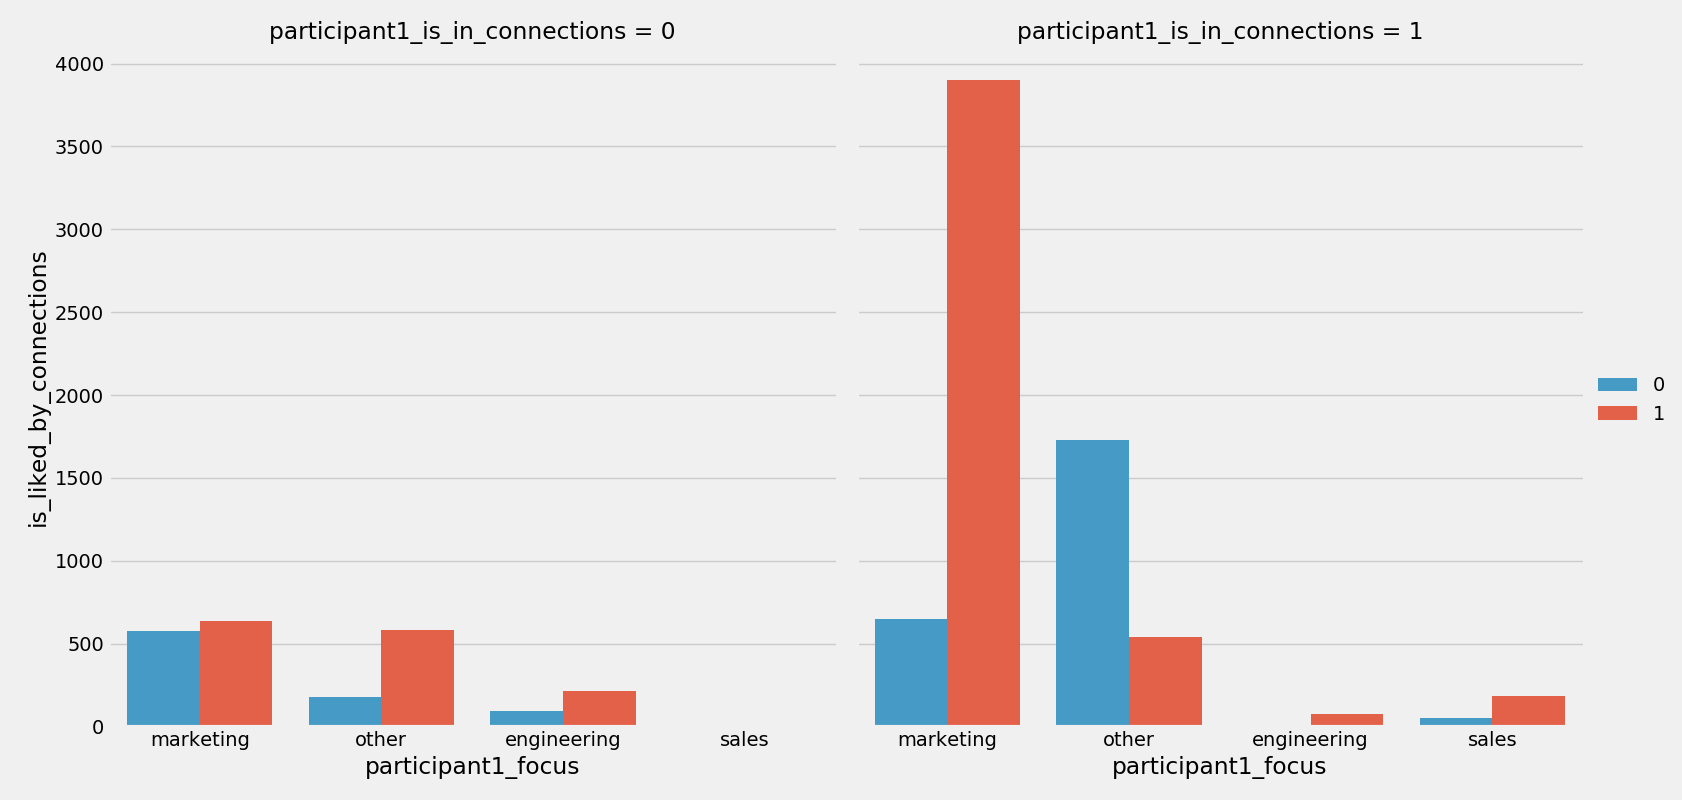 participant1_is_in_connections = 0
participant1_is_in_connections = 1
is_liked_by_connections
4000
3500
3000
2500
2000
1500
1000
500
0
marketing other engineering sales
marketing other engineering sales
participant1_focus
participant1_focus
0
1